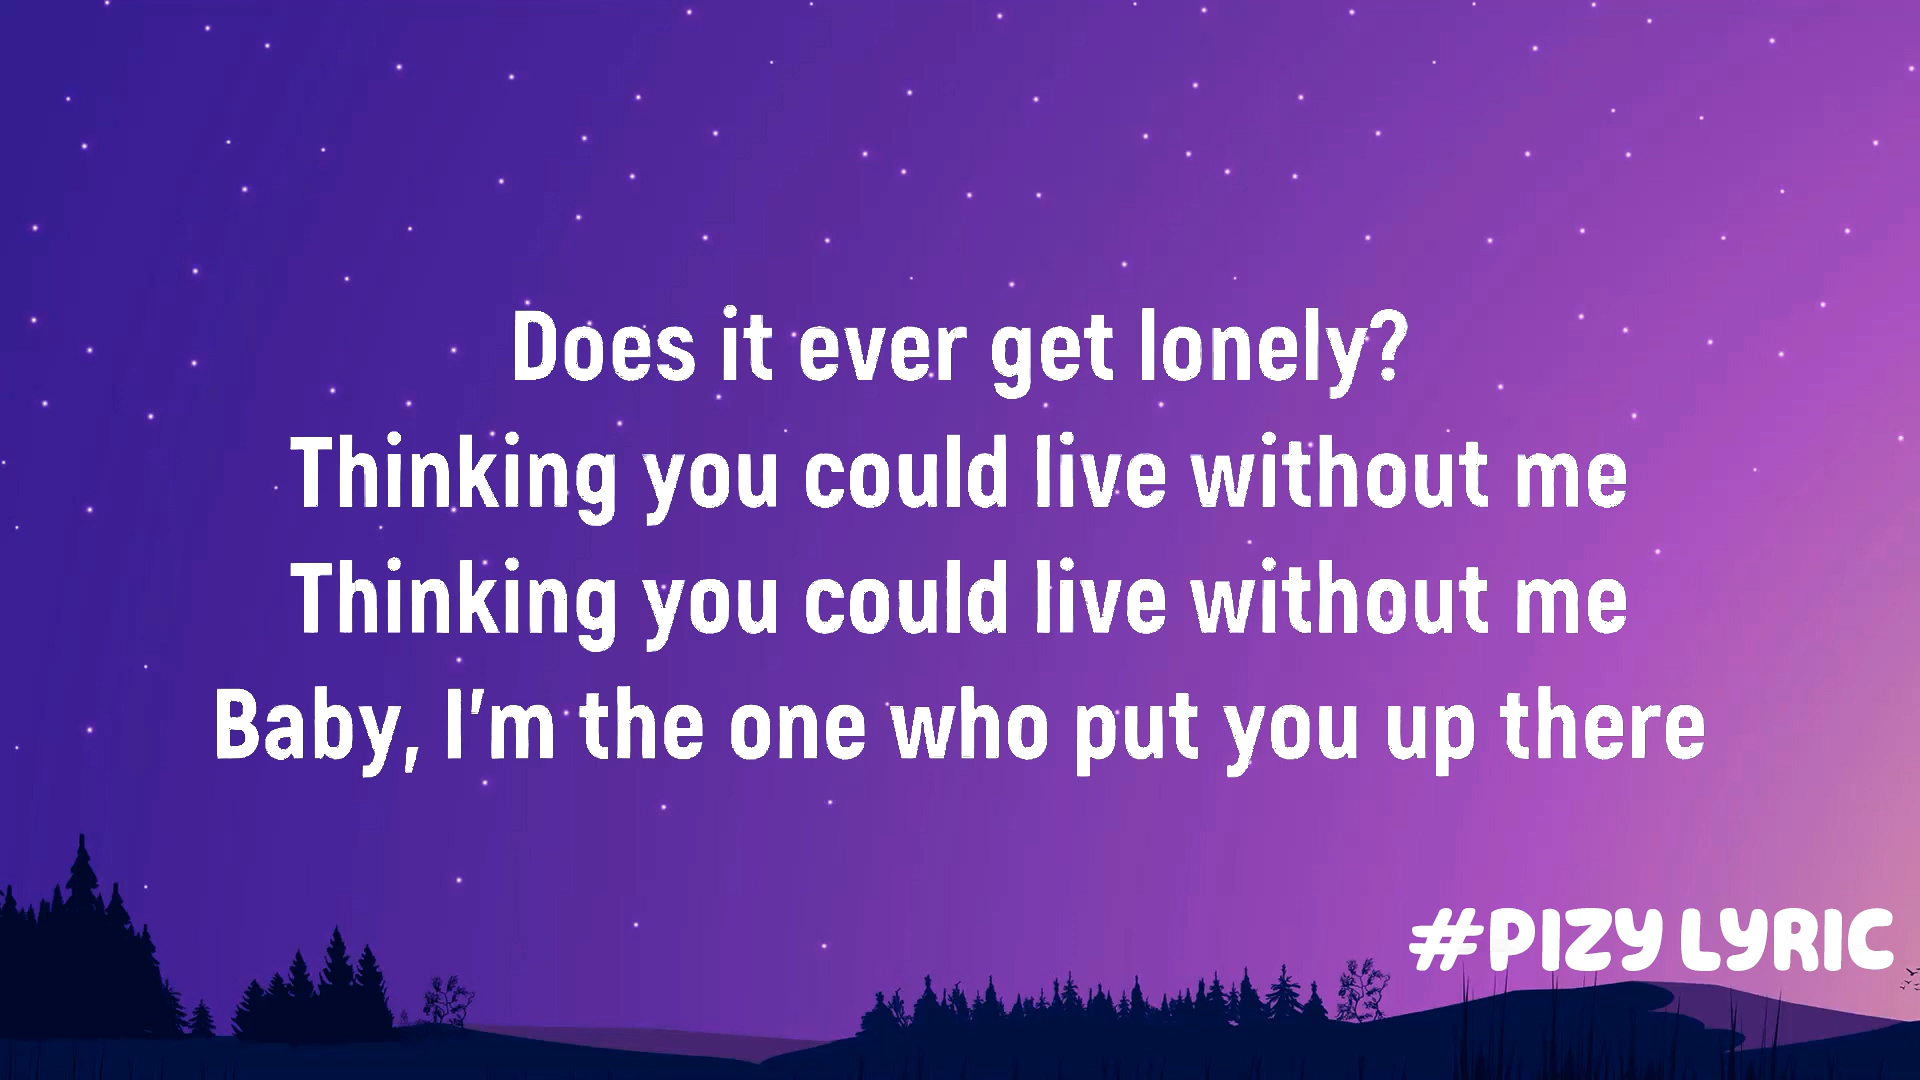 Does it ever get lonely?
Thinking you could live without me
Thinking you could live without me
Baby, I'm the one who put you up there
#PIZY LYRIC